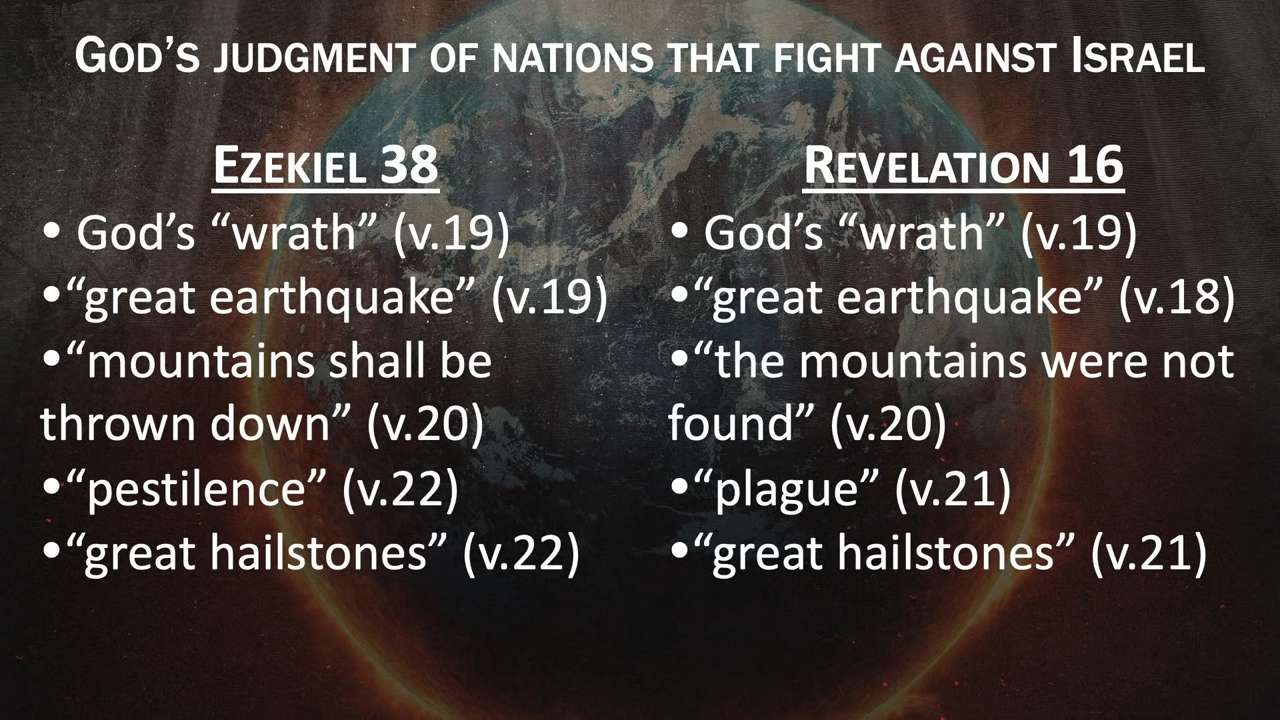 God's judgment of nations that fight against Israel
Ezekiel 38
• God's “wrath” (v.19)
•“great earthquake” (v.19)
•“mountains shall be
thrown down” (v.20)
•“pestilence” (v.22)
•“great hailstones” (v.22)
Revelation 16
• God's “wrath” (v.19)
•“great earthquake” (v.18)
•“the mountains were not
found” (v.20)
•“plague” (v.21)
•“great hailstones” (v.21)